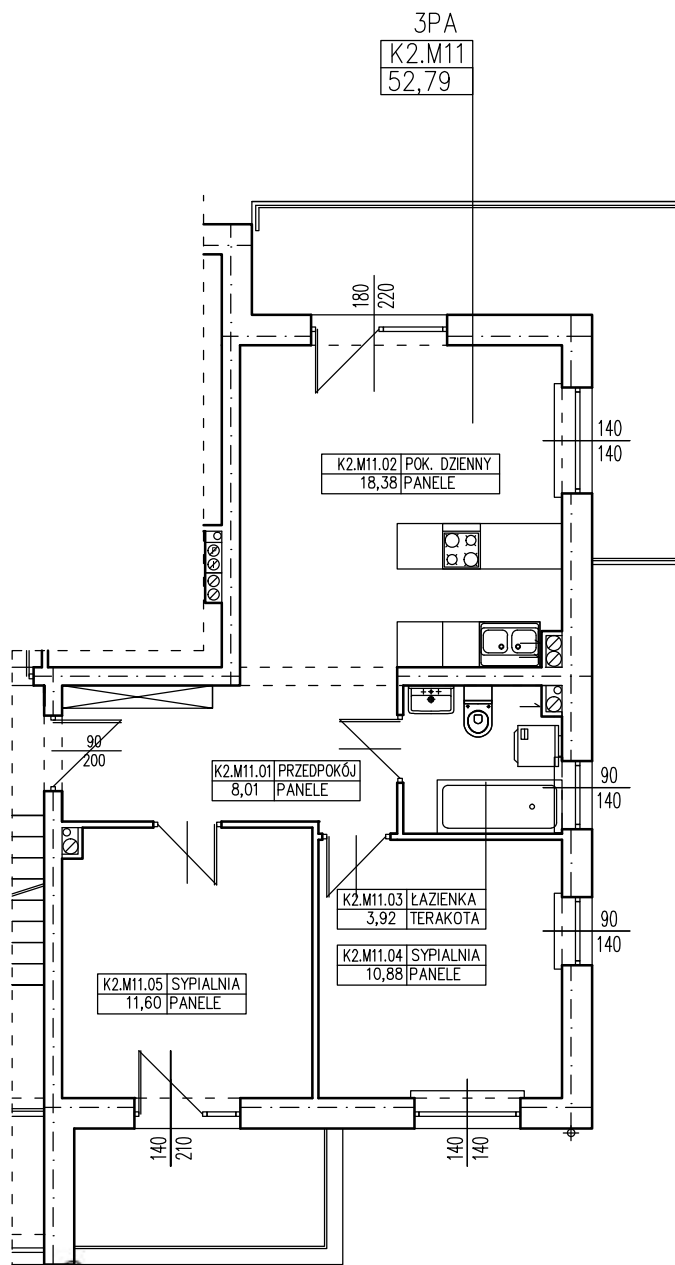 3PA
K2.M11
52,79
180
220
140
140
K2.M11.02 POK. DZIENNY
18,38 PANELE
90
200
K2.M11.01 PRZEDPOKÓJ
8,01 PANELE
90
140
K2.M11.03 ŁAZIENKA
3,92 TERAKOTA
90
140
K2.M11.04 SYPIALNIA
10,88 PANELE
K2.M11.05 SYPIALNIA
11,60 PANELE
140
210
140
140